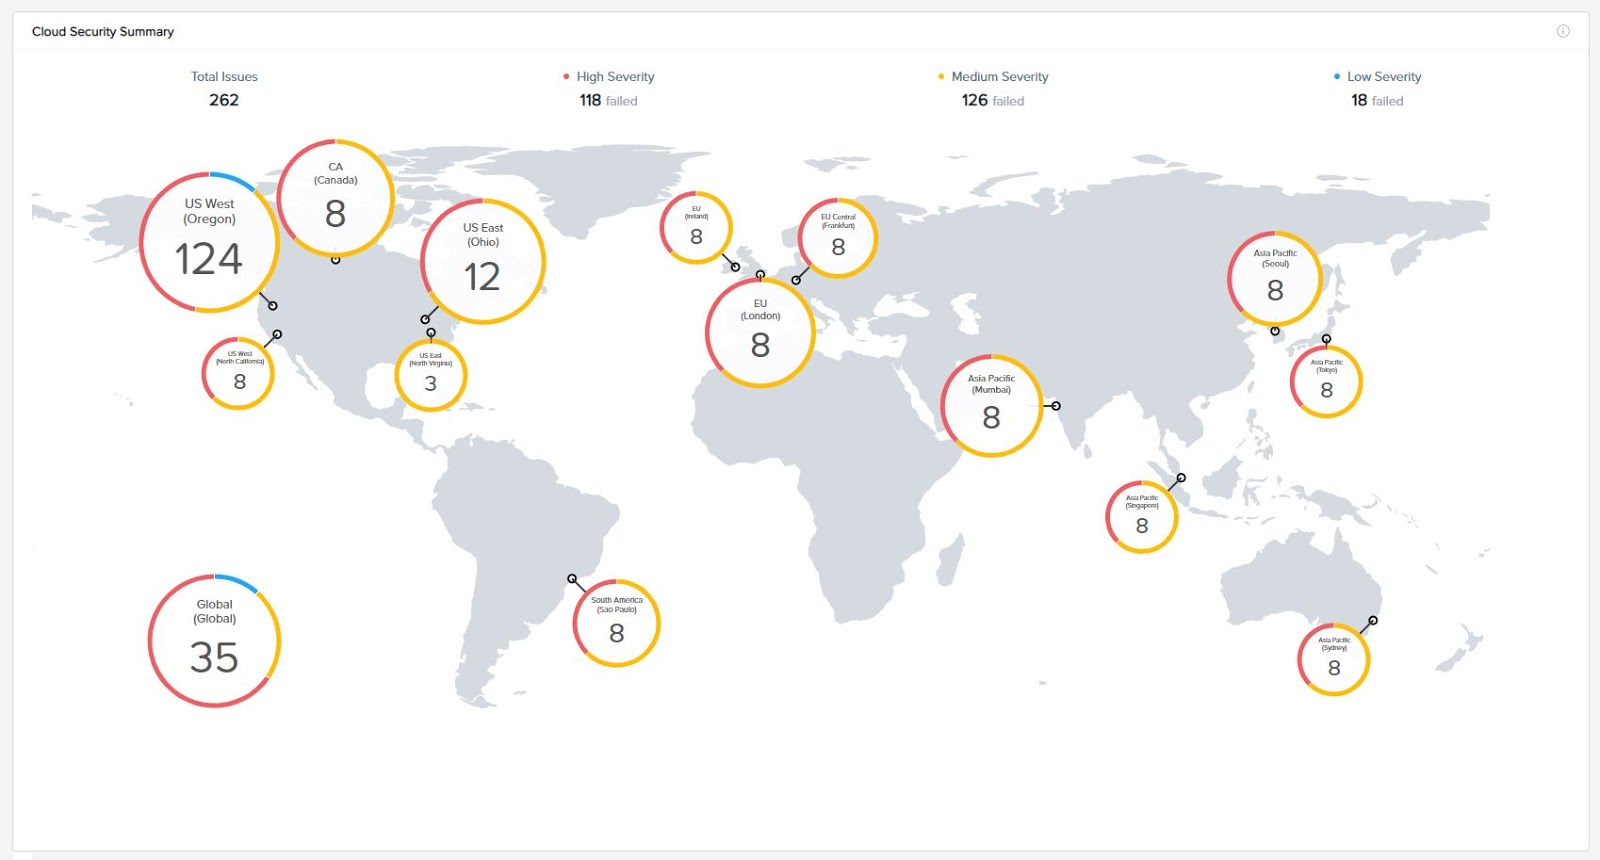 Cloud Security Summary
Total Issues
262
High Severity
118 failed
Medium Severity
126 failed
Low Severity
18 failed
US West
(Oregon)
124
CA
(Canada)
8
US East
(Ohio)
12
US West
(North California)
8
US East
(North Virginia)
3
EU
(Ireland)
8
EU Central
(Frankfurt)
8
EU
(London)
8
Asia Pacific
(Seoul)
8
Asia Pacific
(Tokyo)
8
Asia Pacific
(Mumbai)
8
Asia Pacific
(Singapore)
8
Global
(Global)
35
South America
(Sao Paulo)
8
Asia Pacific
(Sydney)
8